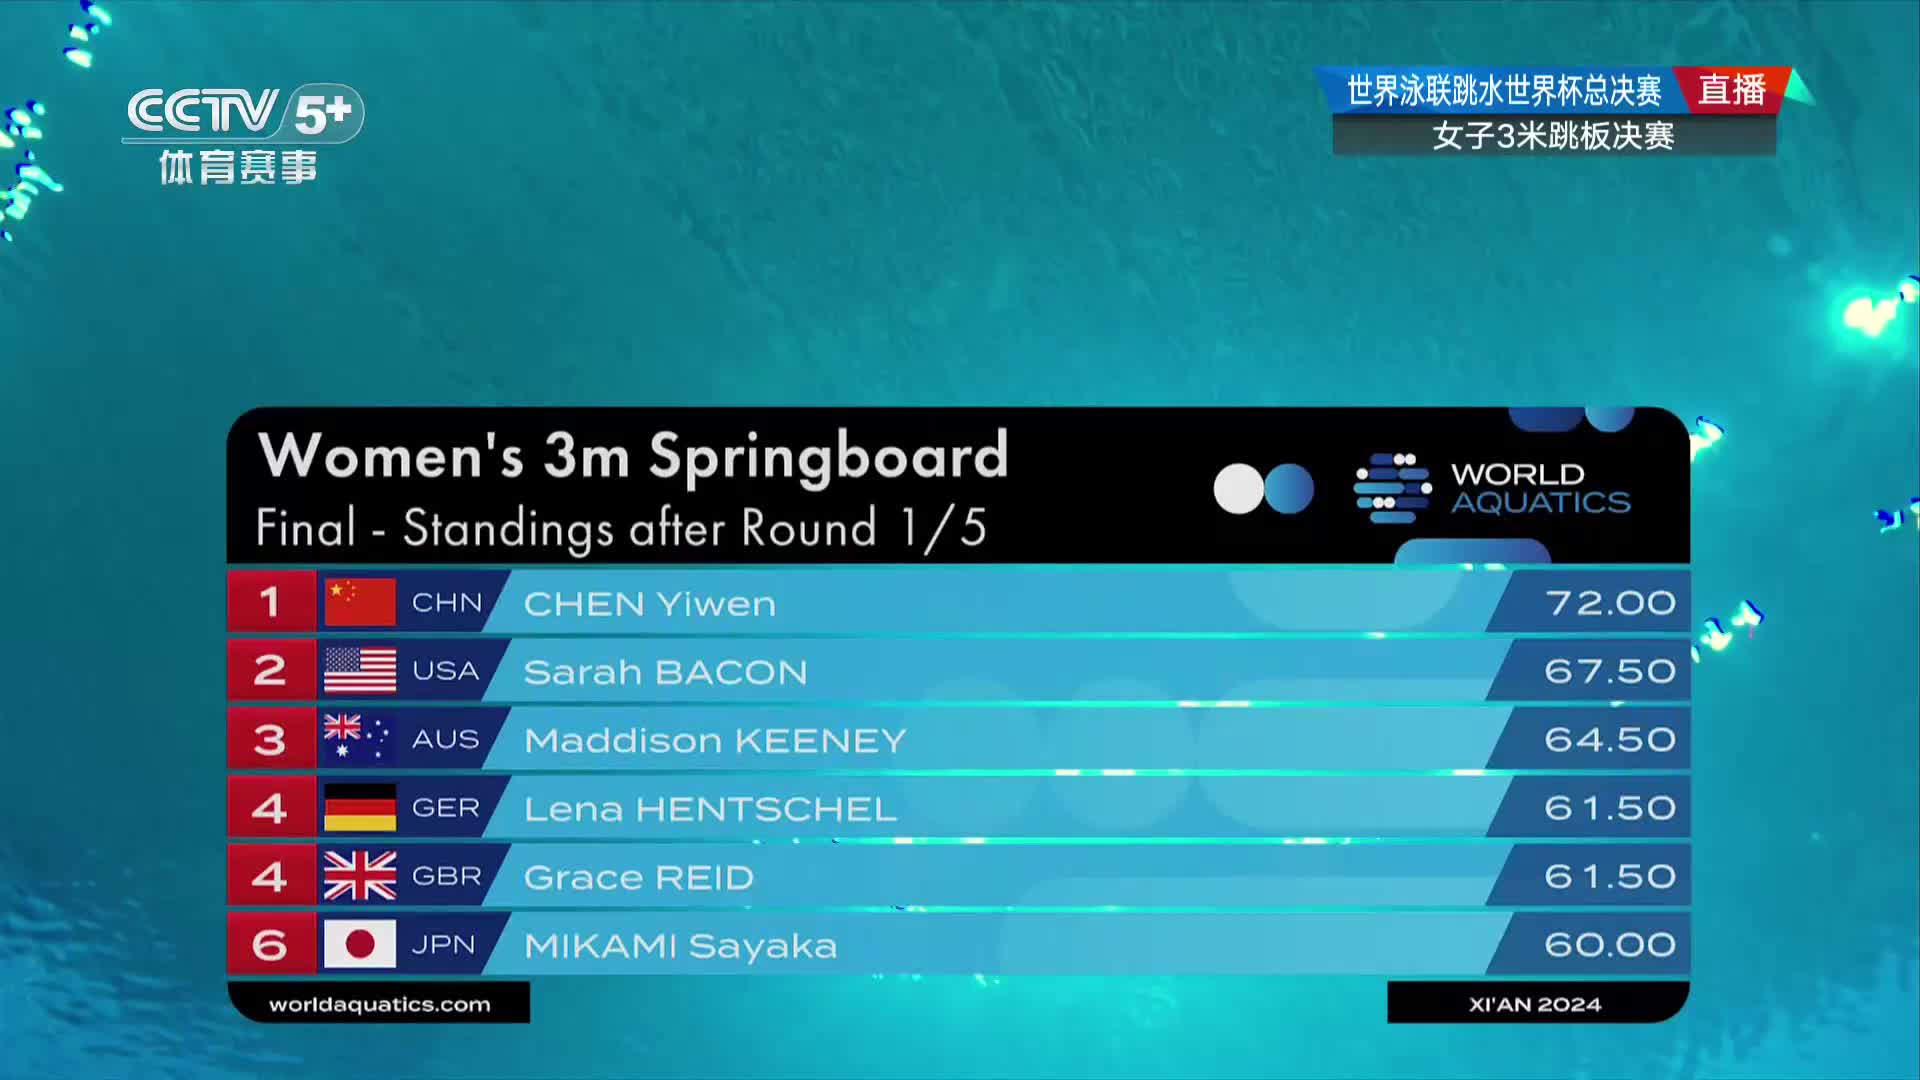 CCTV 5+
体育赛事
世界泳联跳水世界杯总决赛 直播
女子3米跳板决赛
Women's 3m Springboard
Final - Standings after Round 1/5
WORLD
AQUATICS
1 CHN CHEN Yiwen 72.00
2 USA Sarah BACON 67.50
3 AUS Maddison KEENEY 64.50
4 GER Lena HENTSCHEL 61.50
4 GBR Grace REID 61.50
6 JPN MIKAMI Sayaka 60.00
worldaquatics.com
XI'AN 2024